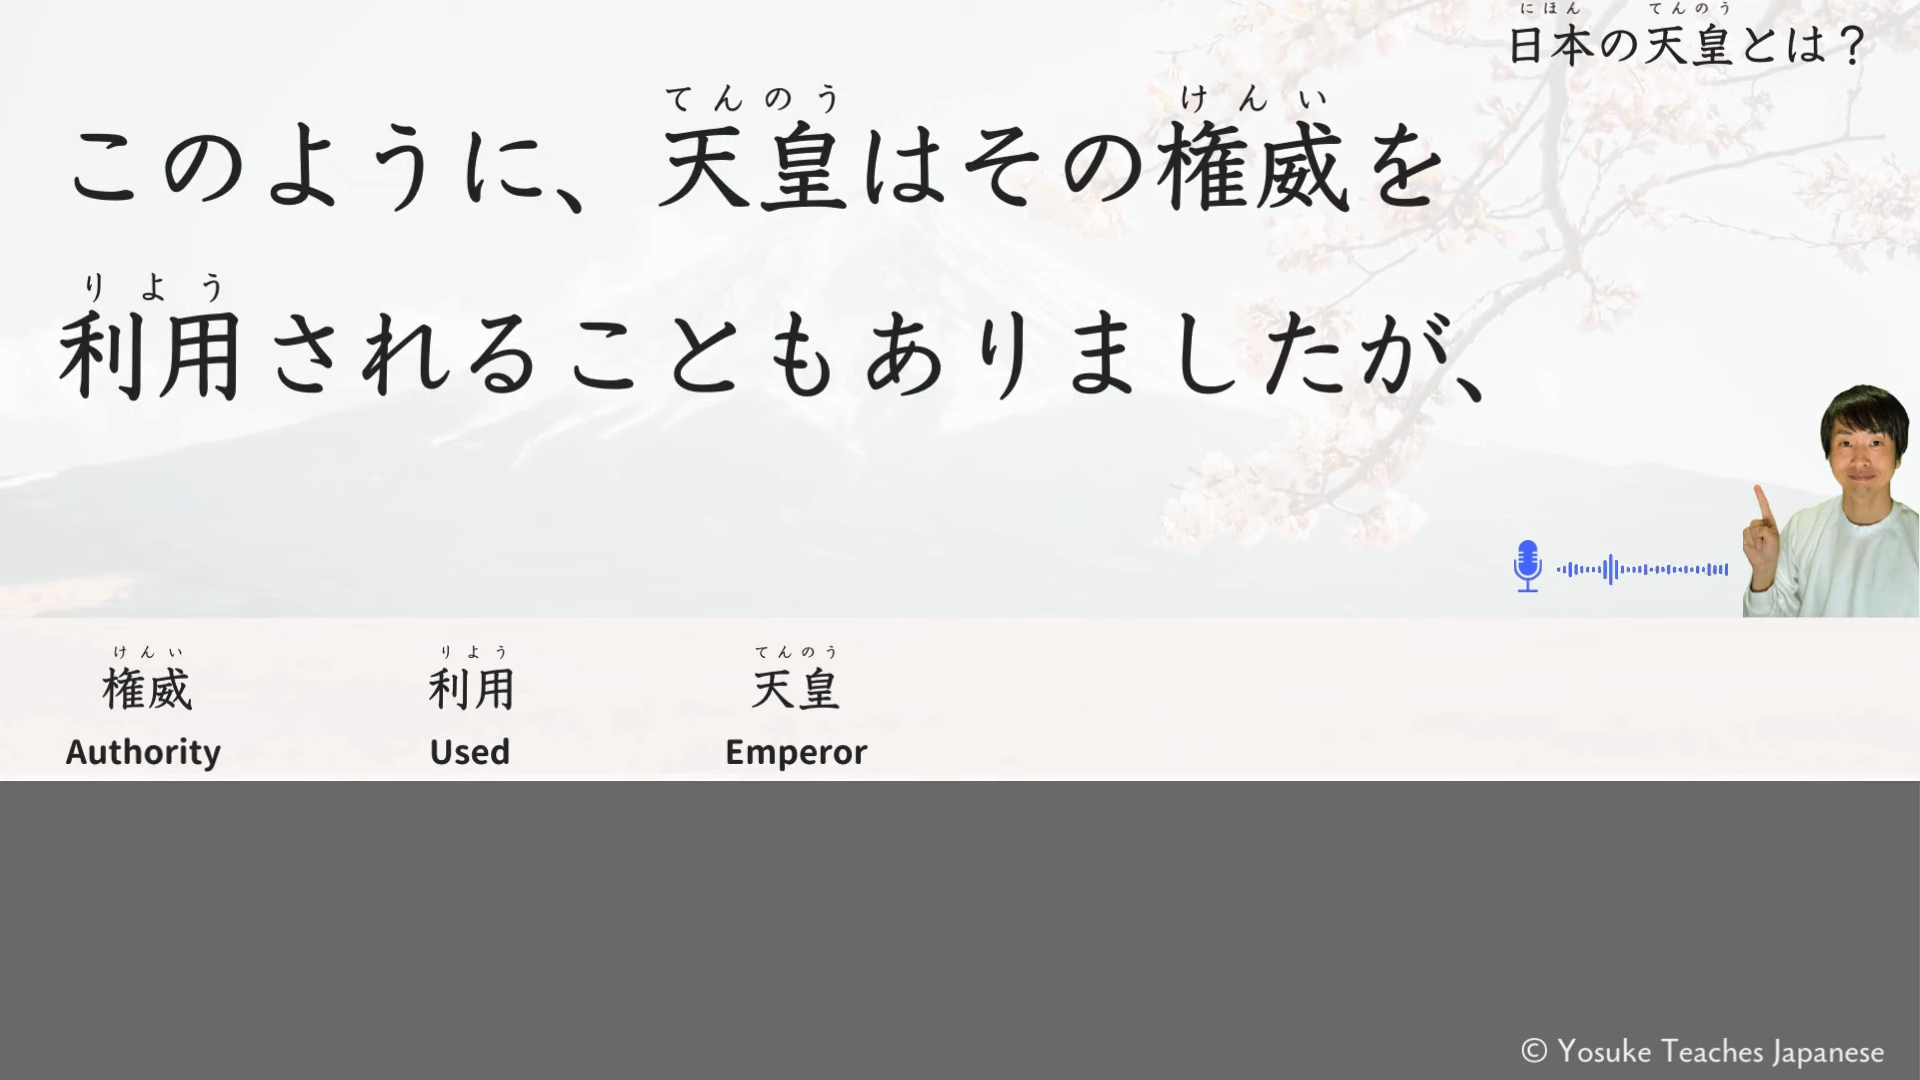 にほん てんのう
日本の天皇とは？
てんのう けんい
このように、天皇はその権威を
りよう
利用されることもありましたが、
けんい りよう てんのう
権威 利用 天皇
Authority Used Emperor
© Yosuke Teaches Japanese